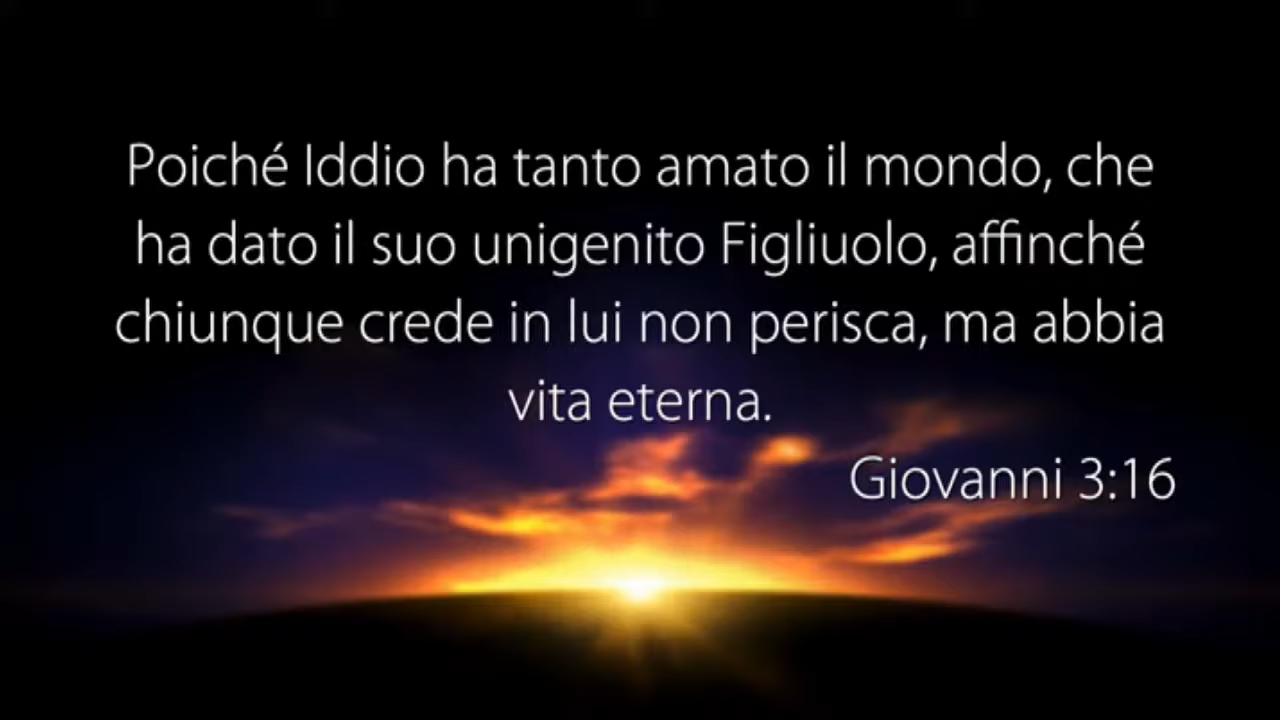 Poiché Iddio ha tanto amato il mondo, che
ha dato il suo unigenito Figliuolo, affinché
chiunque crede in lui non perisca, ma abbia
vita eterna.
Giovanni 3:16